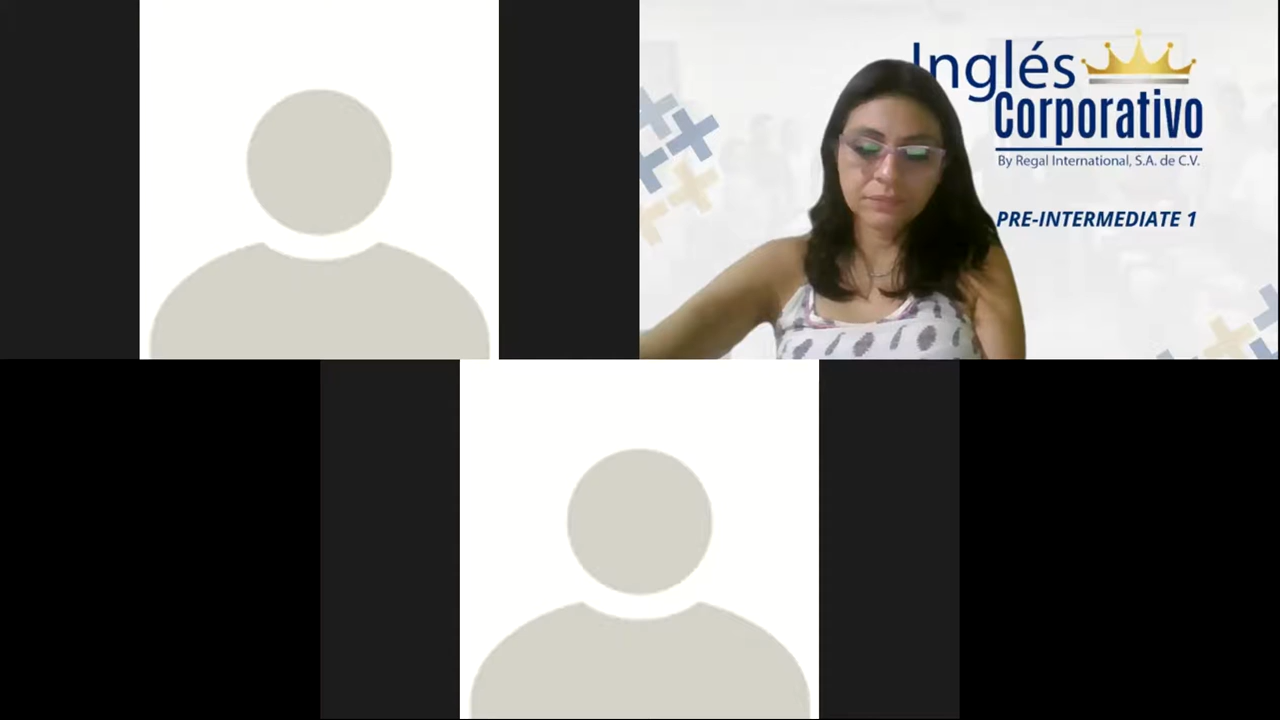 Inglés
Corporativo
By Regal International, S.A. de C.V.
PRE-INTERMEDIATE 1